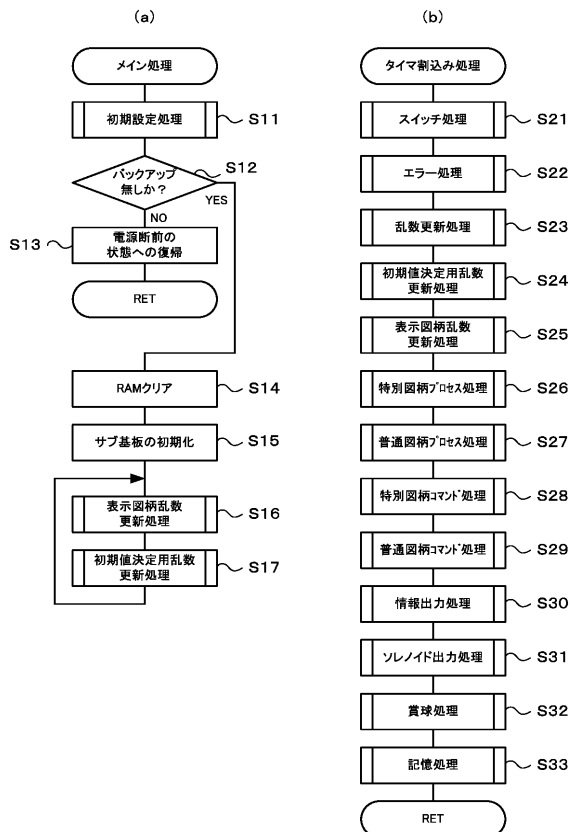 (a)
メイン処理
初期設定処理
S11
バックアップ
無しか？
S12
YES
NO
S13
電源断前の
状態への復帰
RET
RAMクリア
S14
サブ基板の初期化
S15
表示図柄乱数
更新処理
S16
初期値決定用乱数
更新処理
S17
(b)
タイマ割込み処理
スイッチ処理
S21
エラー処理
S22
乱数更新処理
S23
初期値決定用乱数
更新処理
S24
表示図柄乱数
更新処理
S25
特別図柄ﾌﾟﾛｾｽ処理
S26
普通図柄ﾌﾟﾛｾｽ処理
S27
特別図柄ｺﾏﾝﾄﾞ処理
S28
普通図柄ｺﾏﾝﾄﾞ処理
S29
情報出力処理
S30
ソレノイド出力処理
S31
賞球処理
S32
記憶処理
S33
RET